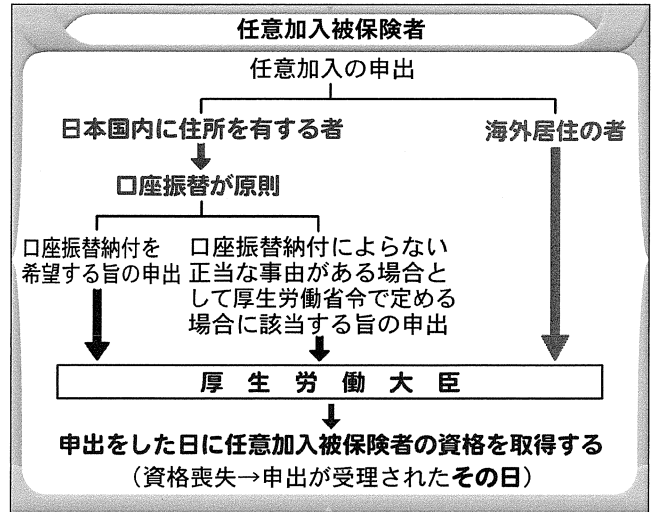 任意加入被保険者
任意加入の申出
日本国内に住所を有する者
海外居住の者
口座振替が原則
口座振替納付を
希望する旨の申出
口座振替納付によらない
正当な事由がある場合と
して厚生労働省令で定める
場合に該当する旨の申出
厚生労働大臣
申出をした日に任意加入被保険者の資格を取得する
（資格喪失→申出が受理されたその日）